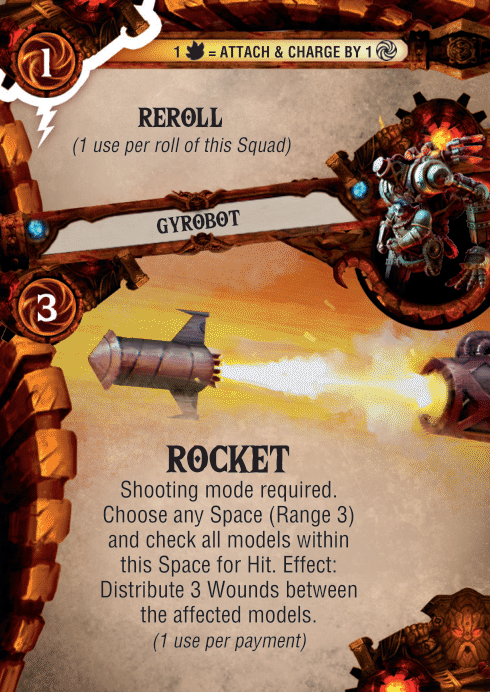 1
1 = ATTACH & CHARGE BY 1
REROLL
(1 use per roll of this Squad)
GYROBOT
3
ROCKET
Shooting mode required.
Choose any Space (Range 3)
and check all models within
this Space for Hit. Effect:
Distribute 3 Wounds between
the affected models.
(1 use per payment)